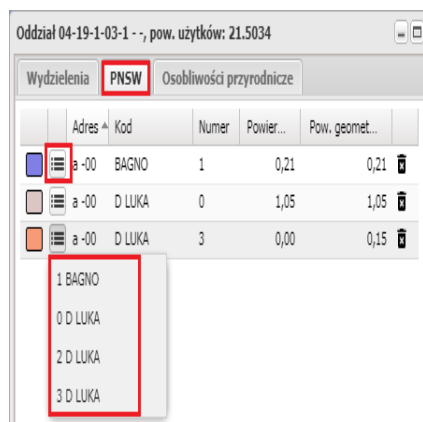 Oddział 04-19-1-03-1 - -, pow. użytków: 21.5034
Wydzielenia PNSW Osobliwości przyrodnicze
Adres Kod Numer Powier... Pow. geomet...
a -00 BAGNO 1 0,21 0,21
a -00 D LUKA 0 1,05 1,05
a -00 D LUKA 3 0,00 0,15
1 BAGNO
0 D LUKA
2 D LUKA
3 D LUKA